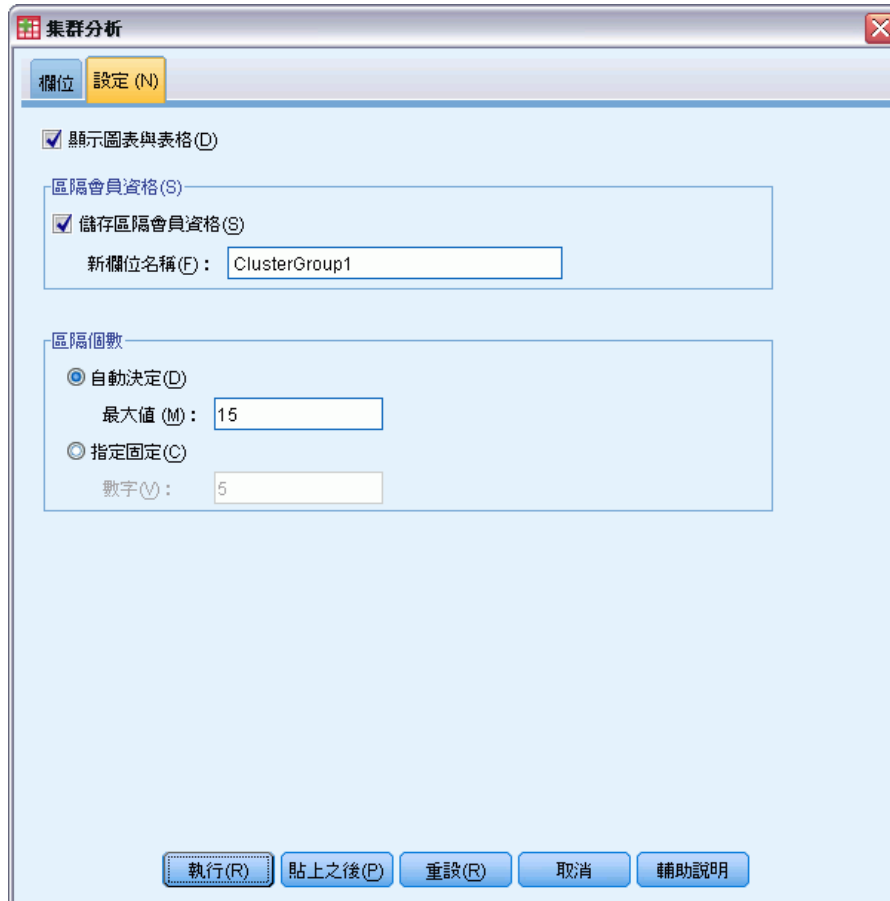 集群分析
欄位 設定 (N)
顯示圖表與表格(D)
區隔會員資格(S)
儲存區隔會員資格(S)
新欄位名稱(F)： ClusterGroup1
區隔個數
自動決定(D)
最大值 (M)： 15
指定固定(C)
數字(V)： 5
執行(R) 貼上之後(P) 重設(R) 取消 輔助說明